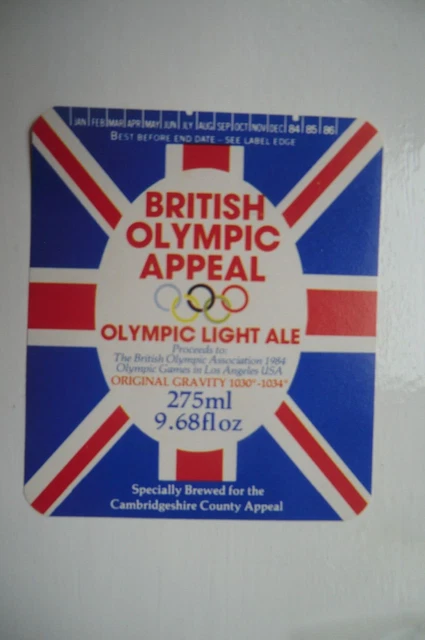 JAN FEB MAR APR MAY JUN JLY AUG SEP OCT NOV DEC 84 85 86
BEST BEFORE END DATE - SEE LABEL EDGE
BRITISH
OLYMPIC
APPEAL
OLYMPIC LIGHT ALE
Proceeds to:
The British Olympic Association 1984
Olympic Games in Los Angeles USA
ORIGINAL GRAVITY 1030°-1034°
275ml
9.68fl oz
Specially Brewed for the
Cambridgeshire County Appeal